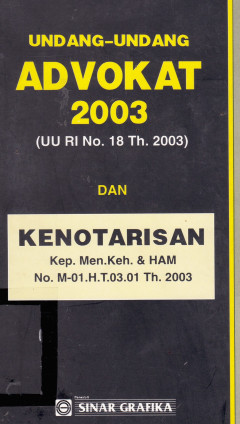 UNDANG-UNDANG
ADVOKAT
2003
(UU RI No. 18 Th. 2003)
DAN
KENOTARISAN
Kep. Men.Keh. & HAM
No. M-01.H.T.03.01 Th. 2003
Penerbit
SINAR GRAFIKA